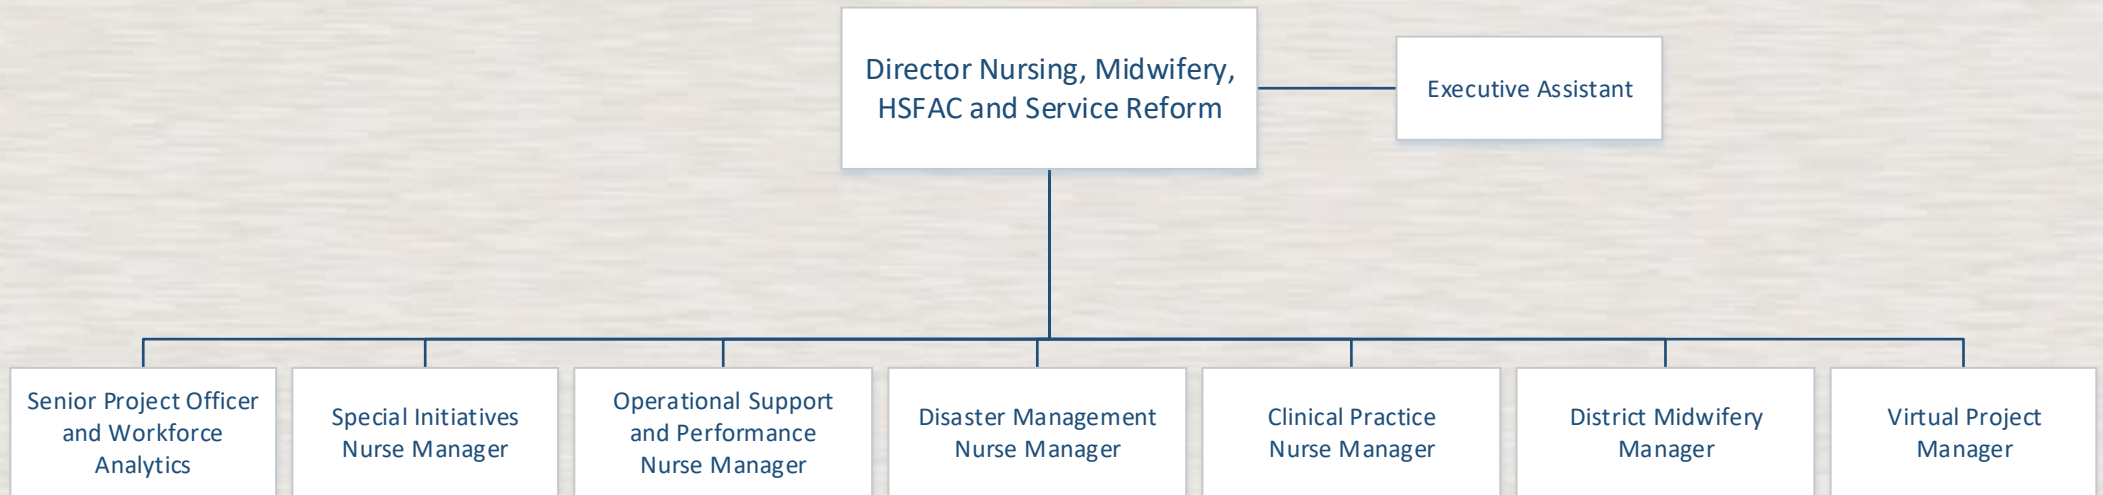 Director Nursing, Midwifery,
HSFAC and Service Reform
Executive Assistant
Senior Project Officer
and Workforce
Analytics
Special Initiatives
Nurse Manager
Operational Support
and Performance
Nurse Manager
Disaster Management
Nurse Manager
Clinical Practice
Nurse Manager
District Midwifery
Manager
Virtual Project
Manager